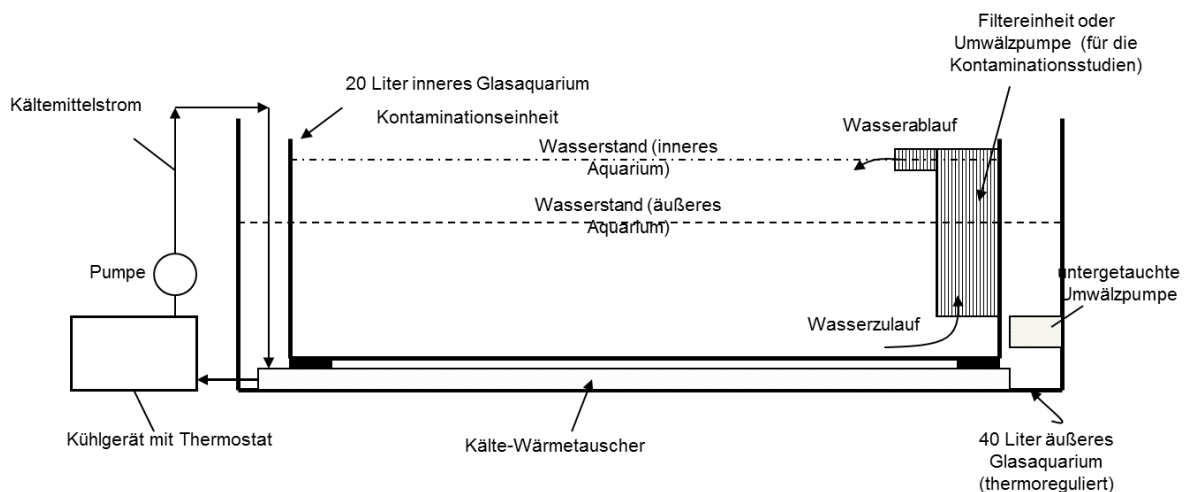 Filtereinheit oder
Umwälzpumpe (für die
Kontaminationsstudien)
20 Liter inneres Glasaquarium
Kontaminationseinheit
Kältemittelstrom
Wasserablauf
Wasserstand (inneres
Aquarium)
Wasserstand (äußeres
Aquarium)
Pumpe
untergetauchte
Umwälzpumpe
Wasserzulauf
Kühlgerät mit Thermostat
Kälte-Wärmetauscher
40 Liter äußeres
Glasaquarium
(thermoreguliert)